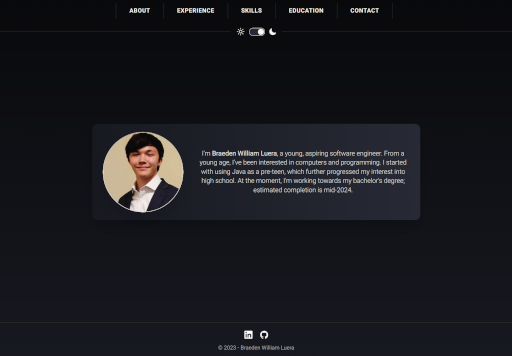 ABOUT EXPERIENCE SKILLS EDUCATION CONTACT
I'm Braeden William Luera, a young, aspiring software engineer. From a
young age, I've been interested in computers and programming. I started
with using Java as a pre-teen, which further progressed my interest into
high school. At the moment, I'm working towards my bachelor's degree;
estimated completion is mid-2024.
in
© 2023 - Braeden William Luera